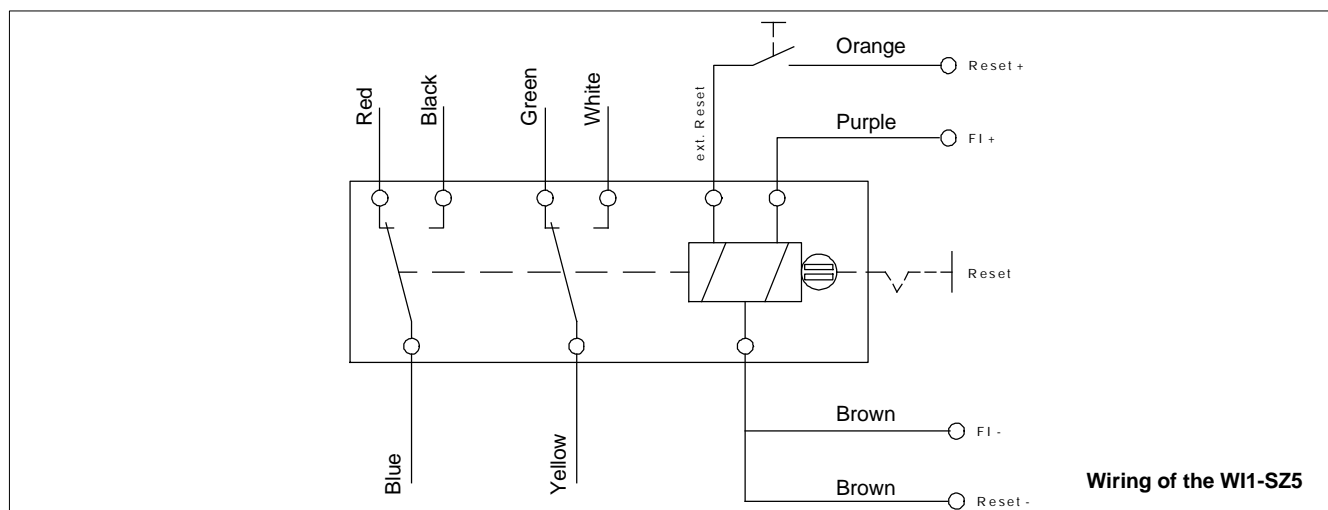 Orange
Reset +
Red
Black
Green
White
ext. Reset
Purple
FI +
Reset
Blue
Yellow
Brown
FI -
Brown
Reset -
Wiring of the WI1-SZ5